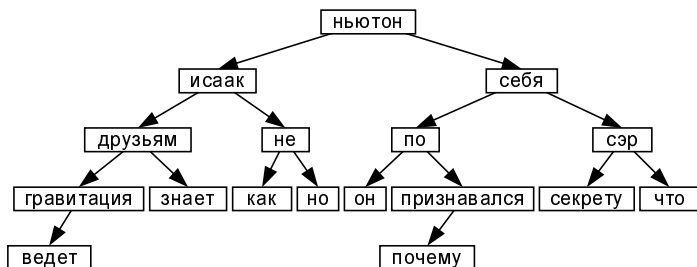 ньютон
исаак себя
друзьям не по сэр
гравитация знает как но он признавался секрету что
ведет почему